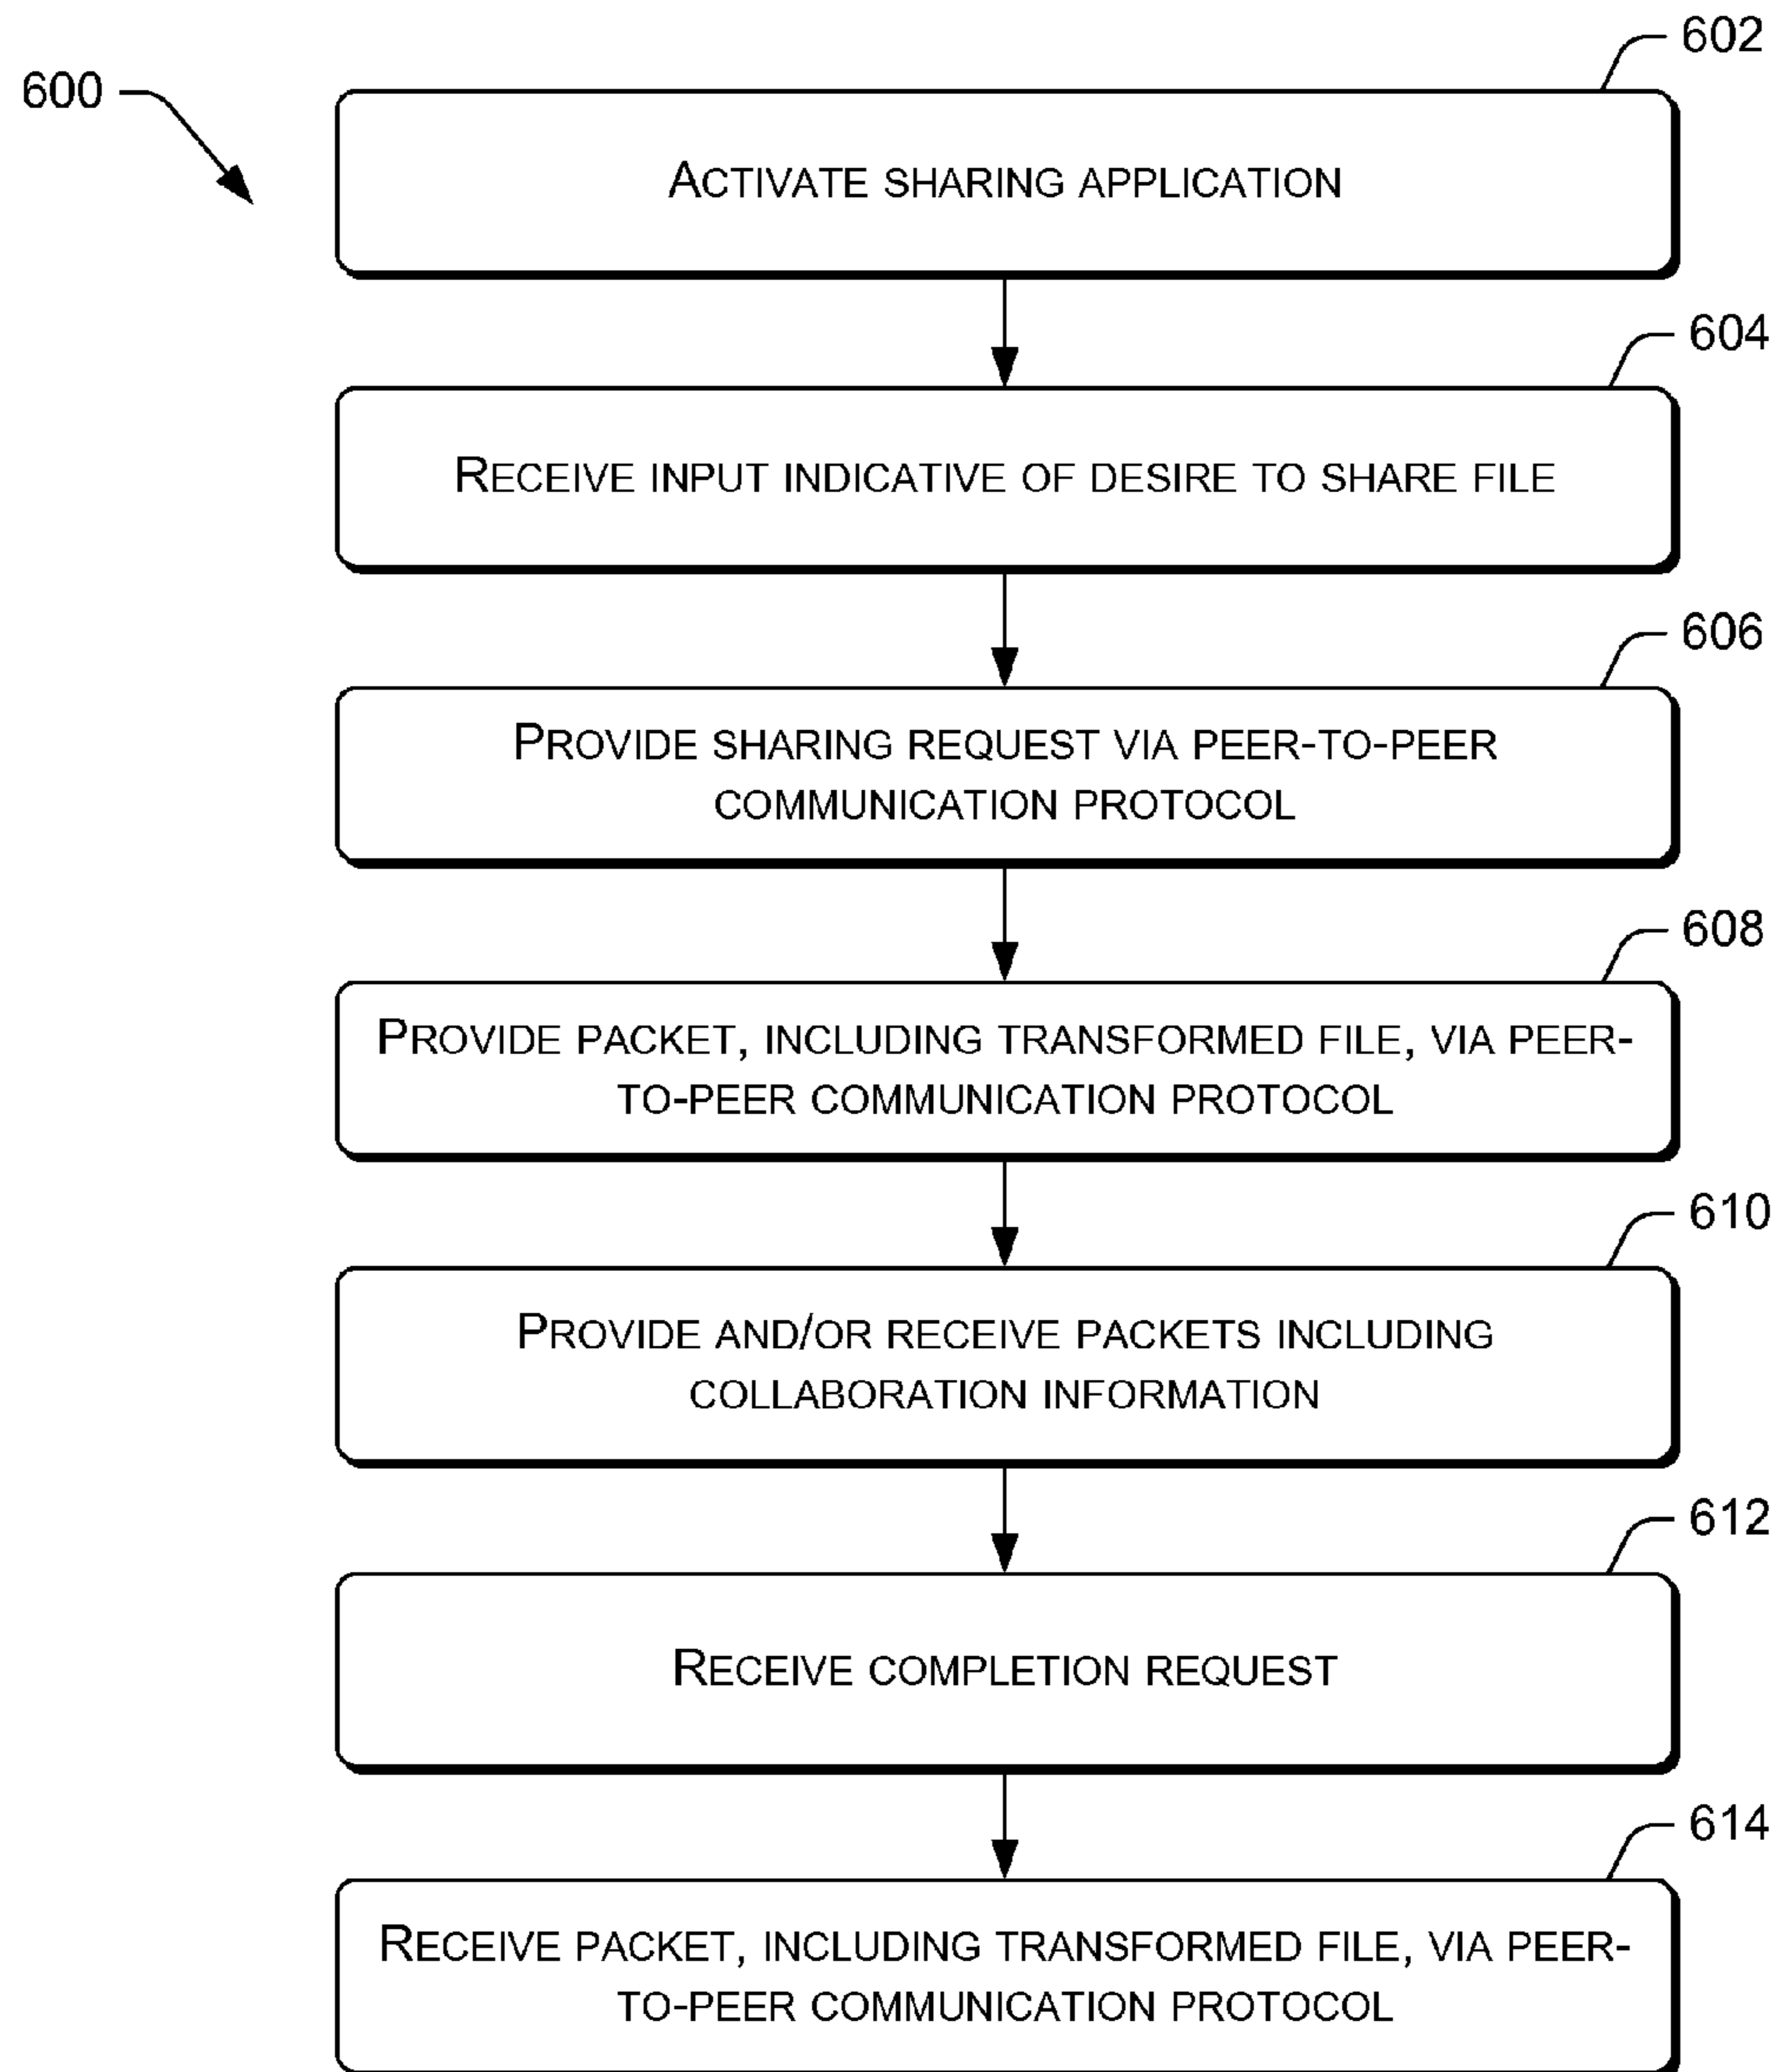 602
600
ACTIVATE SHARING APPLICATION
604
RECEIVE INPUT INDICATIVE OF DESIRE TO SHARE FILE
606
PROVIDE SHARING REQUEST VIA PEER-TO-PEER
COMMUNICATION PROTOCOL
608
PROVIDE PACKET, INCLUDING TRANSFORMED FILE, VIA PEER-
TO-PEER COMMUNICATION PROTOCOL
610
PROVIDE AND/OR RECEIVE PACKETS INCLUDING
COLLABORATION INFORMATION
612
RECEIVE COMPLETION REQUEST
614
RECEIVE PACKET, INCLUDING TRANSFORMED FILE, VIA PEER-
TO-PEER COMMUNICATION PROTOCOL